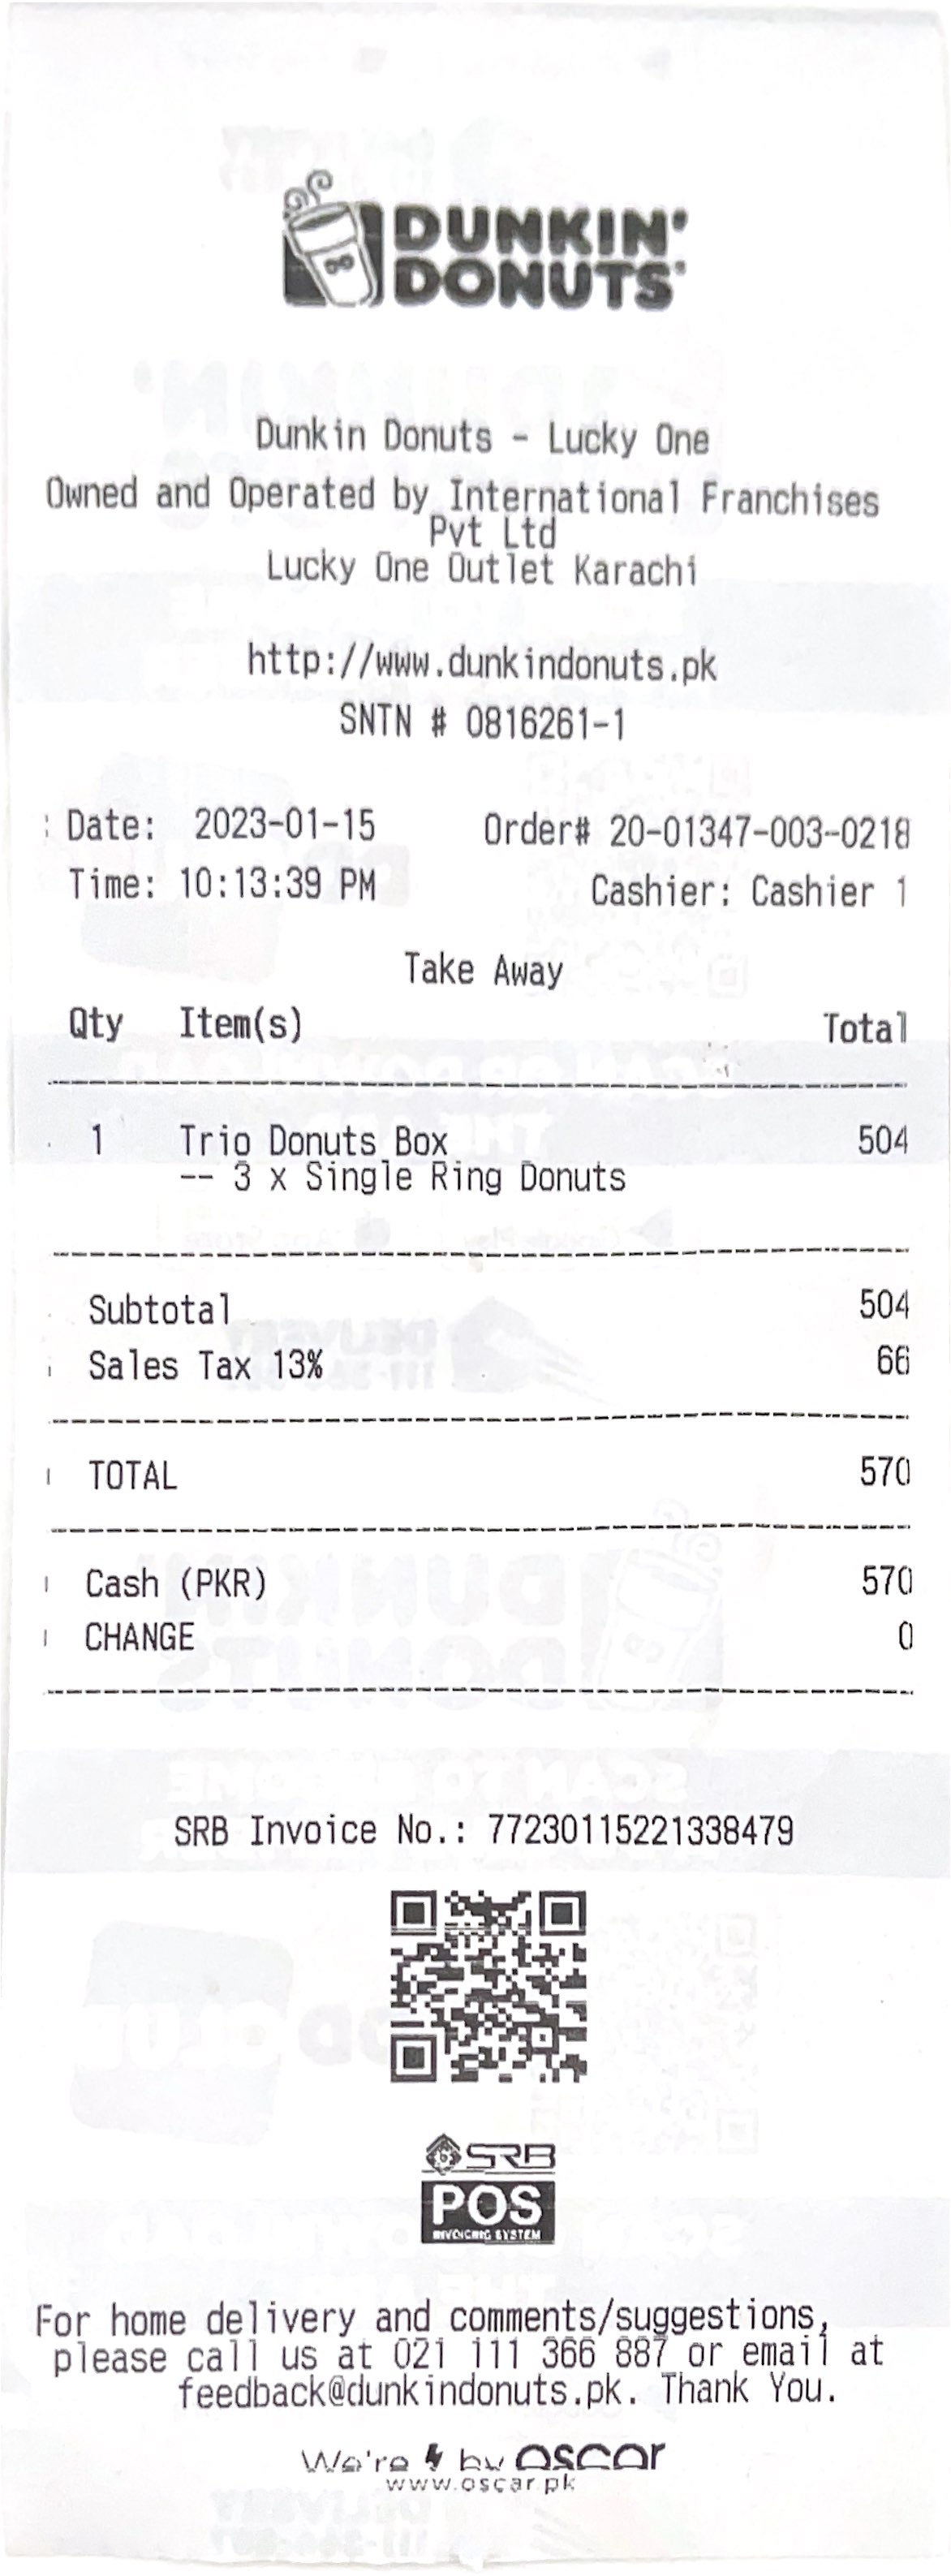 DUNKIN'
DONUTS
Dunkin Donuts - Lucky One
Owned and Operated by International Franchises
Pvt Ltd
Lucky One Outlet Karachi
http://www.dunkindonuts.pk
SNTN # 0816261-1
Date: 2023-01-15 Order# 20-01347-003-0218
Time: 10:13:39 PM Cashier: Cashier 1
Take Away
Qty Item(s) Total
1 Trio Donuts Box 504
-- 3 x Single Ring Donuts
Subtotal 504
Sales Tax 13% 66
TOTAL 570
Cash (PKR) 570
CHANGE 0
SRB Invoice No.: 77230115221338479
SRB
POS
INVOICING SYSTEM
For home delivery and comments/suggestions,
please call us at 021 111 366 887 or email at
feedback@dunkindonuts.pk. Thank You.
We're by oscar
www.oscar.pk